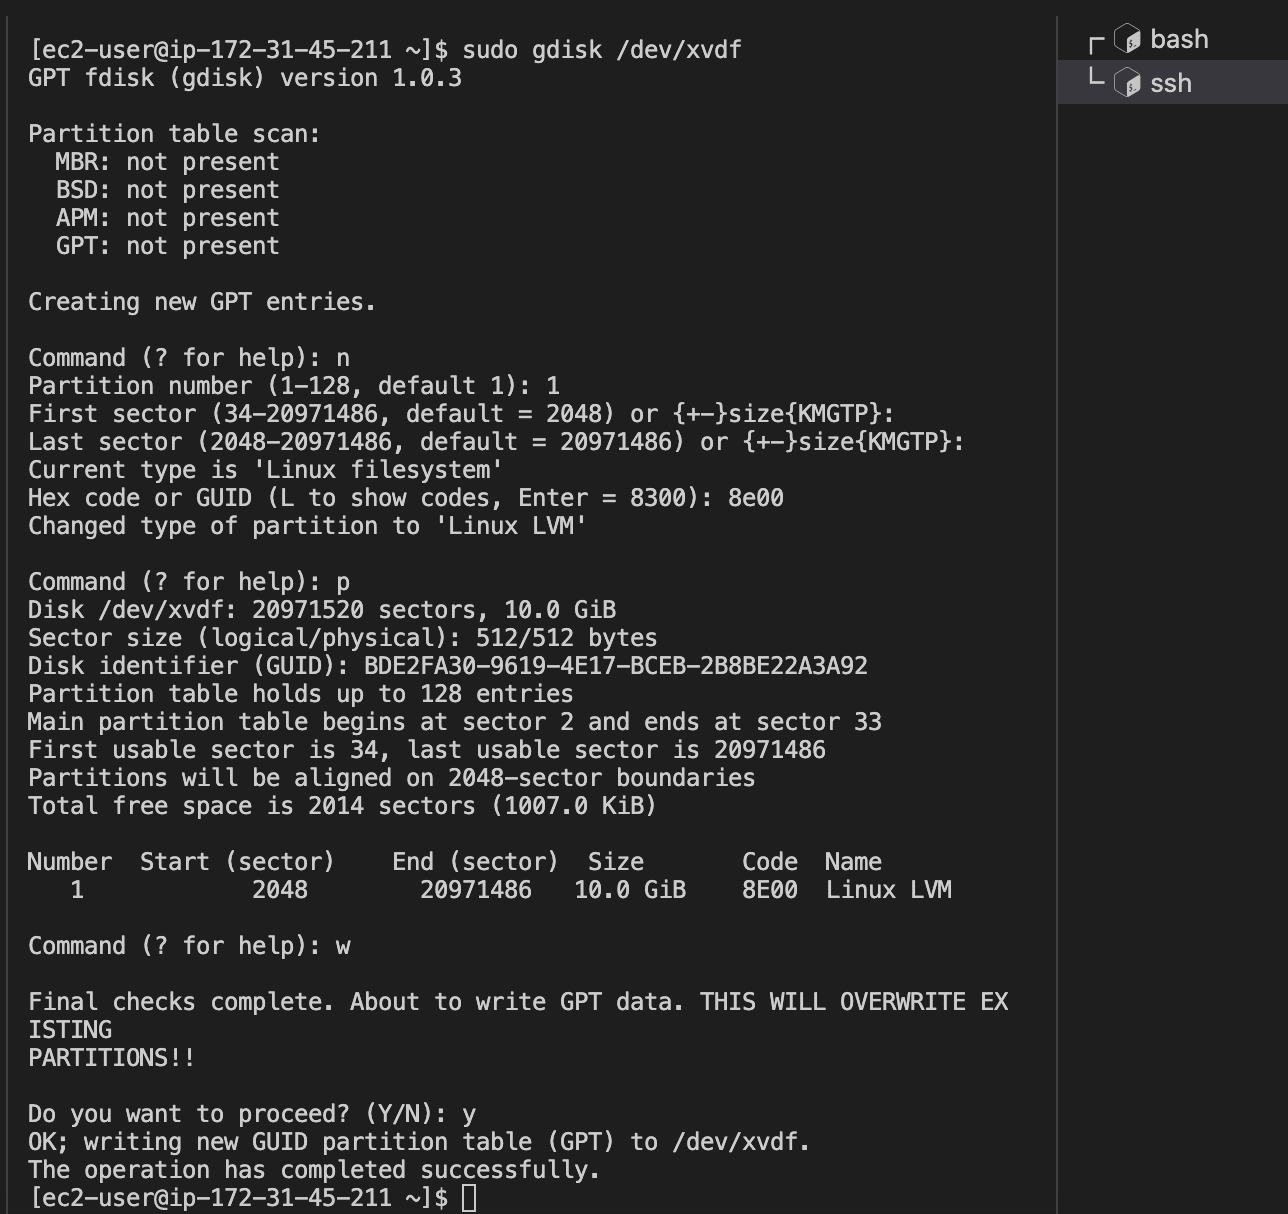 [ec2-user@ip-172-31-45-211 ~]$ sudo gdisk /dev/xvdf
GPT fdisk (gdisk) version 1.0.3
Partition table scan:
MBR: not present
BSD: not present
APM: not present
GPT: not present
Creating new GPT entries.
Command (? for help): n
Partition number (1-128, default 1): 1
First sector (34-20971486, default = 2048) or {+-}size{KMGTP}:
Last sector (2048-20971486, default = 20971486) or {+-}size{KMGTP}:
Current type is 'Linux filesystem'
Hex code or GUID (L to show codes, Enter = 8300): 8e00
Changed type of partition to 'Linux LVM'
Command (? for help): p
Disk /dev/xvdf: 20971520 sectors, 10.0 GiB
Sector size (logical/physical): 512/512 bytes
Disk identifier (GUID): BDE2FA30-9619-4E17-BCEB-2B8BE22A3A92
Partition table holds up to 128 entries
Main partition table begins at sector 2 and ends at sector 33
First usable sector is 34, last usable sector is 20971486
Partitions will be aligned on 2048-sector boundaries
Total free space is 2014 sectors (1007.0 KiB)
Number  Start (sector)    End (sector)  Size       Code  Name
1            2048        20971486   10.0 GiB    8E00  Linux LVM
Command (? for help): w
Final checks complete. About to write GPT data. THIS WILL OVERWRITE EX
ISTING
PARTITIONS!!
Do you want to proceed? (Y/N): y
OK; writing new GUID partition table (GPT) to /dev/xvdf.
The operation has completed successfully.
[ec2-user@ip-172-31-45-211 ~]$
bash
ssh